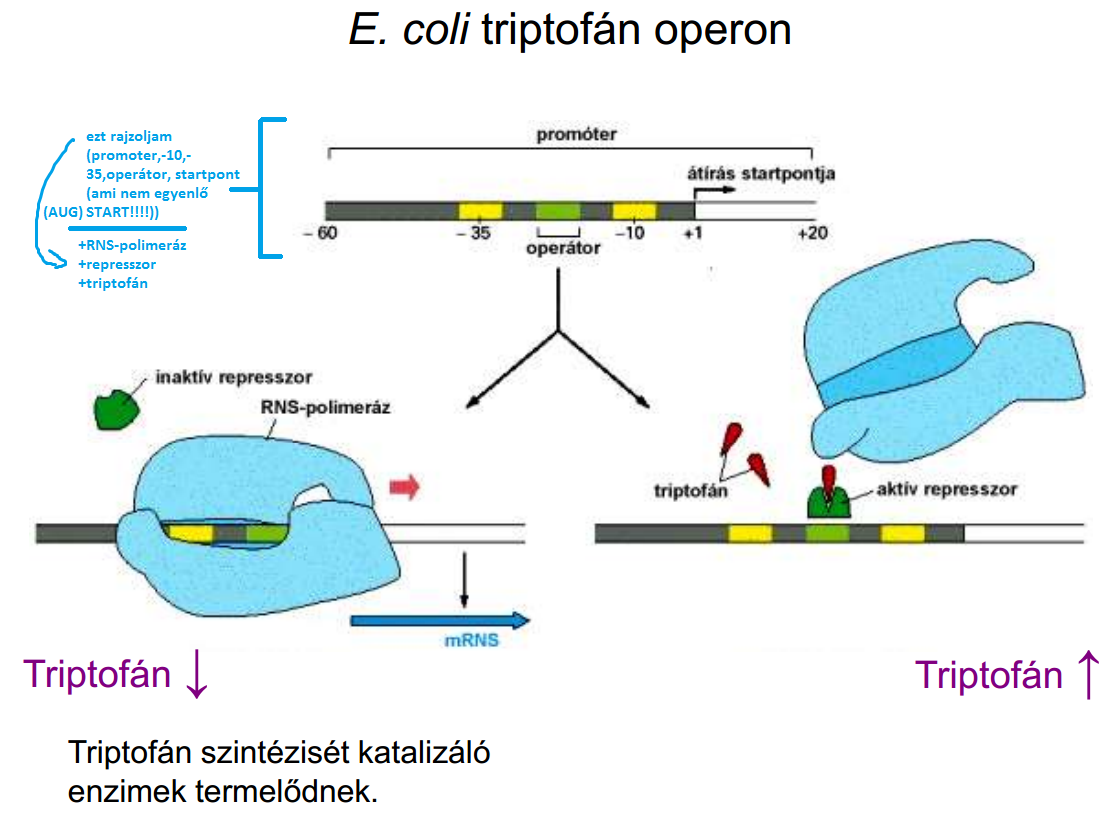 E. coli triptofán operon
ezt rajzoljam
(promoter,-10,-
35,operátor, startpont
(ami nem egyenlő
(AUG) START!!!!))
+RNS-polimeráz
+represszor
+triptofán
promóter
átírás startpontja
– 60
– 35
–10
+1
+20
operátor
inaktív represszor
RNS-polimeráz
triptofán
aktív represszor
mRNS
Triptofán ↓
Triptofán ↑
Triptofán szintézisét katalizáló
enzimek termelődnek.